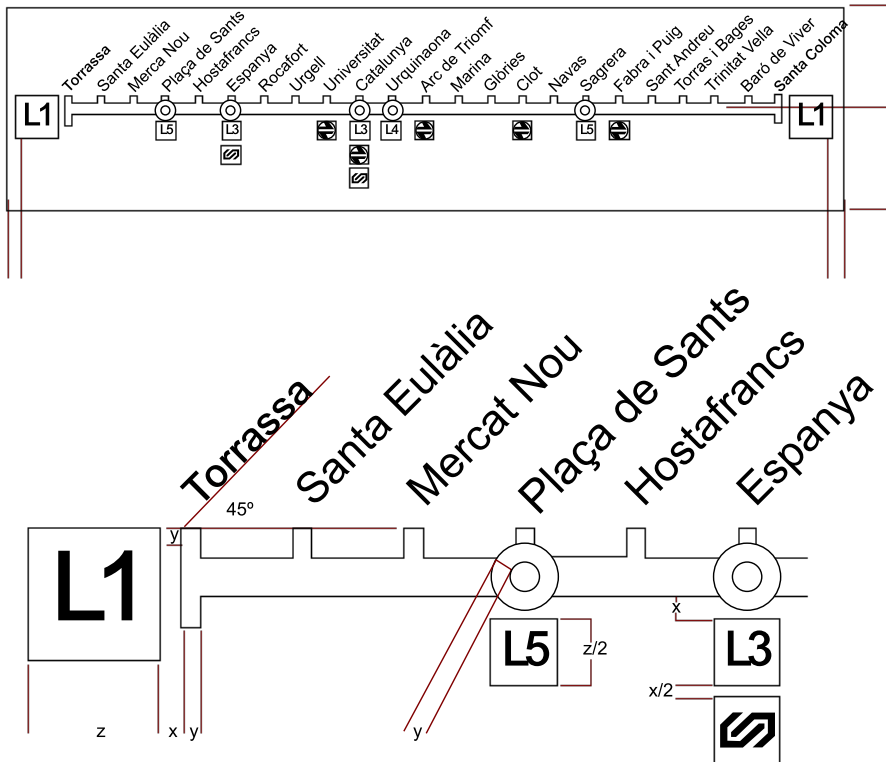 Torrassa
Santa Eulália
Merca Nou
Plaça de Sants
Hostafrancs
Espanya
Rocafort
Urgell
Universitat
Catalunya
Urquinaona
Arc de Triomf
Marina
Glòries
Clot
Navas
Sagrera
Fabra i Puig
Sant Andreu
Torras i Bages
Trinitat Vella
Baró de Viver
Santa Coloma
L1
L1
L5
L3
L3
L4
L5
Torrassa
Santa Eulàlia
Mercat Nou
Plaça de Sants
Hostafrancs
Espanya
45º
y
L1
x
L5
z/2
L3
x/2
z
x
y
y